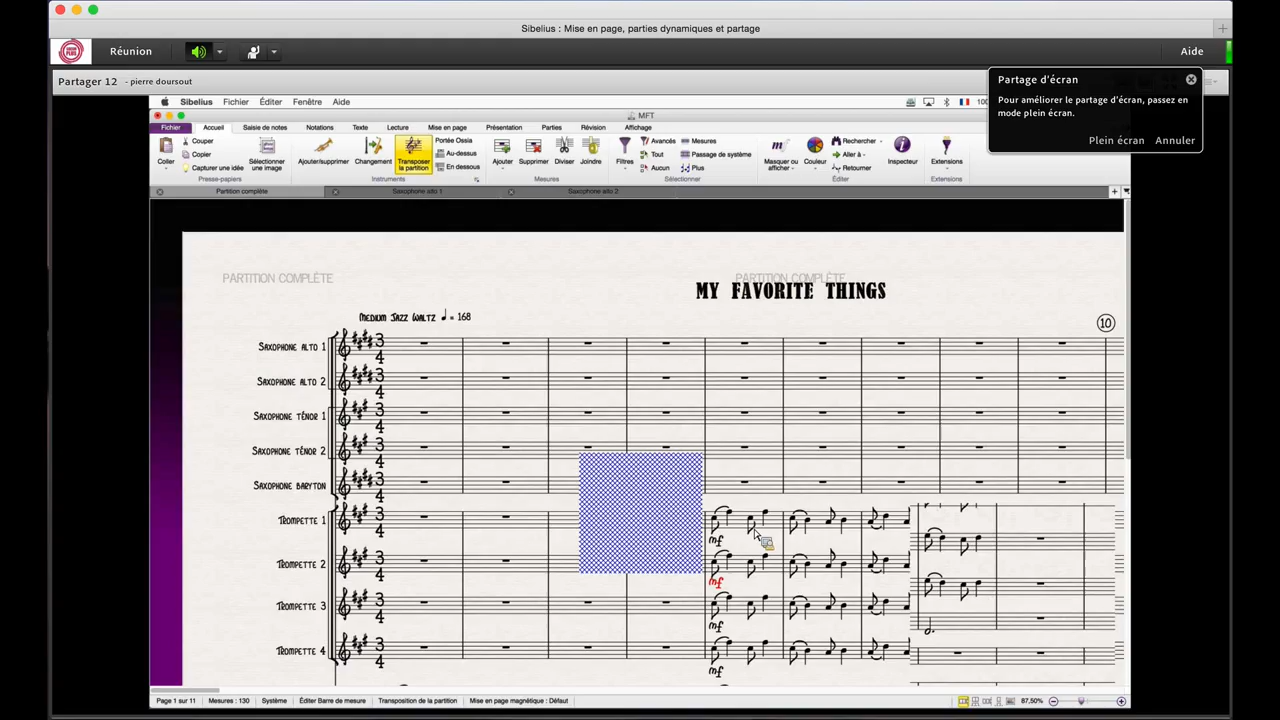 Sibelius : Mise en page, parties dynamiques et partage
Réunion
Aide
Partager 12 - pierre doursout
Partage d'écran
Pour améliorer le partage d'écran, passez en
mode plein écran.
Plein écran Annuler
Sibelius Fichier Éditer Fenêtre Aide
MFT
Fichier Accueil Saisie de notes Notations Texte Lecture Mise en page Présentation Parties Révision Affichage
Coller
Couper
Copier
Capturer une idée
Sélectionner
une image
Presse-papiers
Ajouter/supprimer
Changement
Transposer
la partition
Portée Ossia
Au-dessus
En dessous
Instruments
Ajouter
Supprimer
Diviser
Joindre
Mesures
Filtres
Avancés
Tout
Aucun
Mesures
Passage de système
Plus
Sélectionner
Masquer ou
afficher
Couleur
Rechercher
Aller à
Retourner
Éditer
Inspecteur
Extensions
Extensions
Partition complète
Saxophone alto 1
Saxophone alto 2
PARTITION COMPLÈTE
PARTITION COMPLÈTE
MY FAVORITE THINGS
MEDIUM JAZZ WALTZ ♩ = 168
10
SAXOPHONE ALTO 1
SAXOPHONE ALTO 2
SAXOPHONE TÉNOR 1
SAXOPHONE TÉNOR 2
SAXOPHONE BARYTON
TROMPETTE 1
mf
TROMPETTE 2
mf
TROMPETTE 3
mf
TROMPETTE 4
mf
Page 1 sur 11 Mesures : 130 Système Éditer Barre de mesure Transposition de la partition Mise en page magnétique : Défaut 87,50%